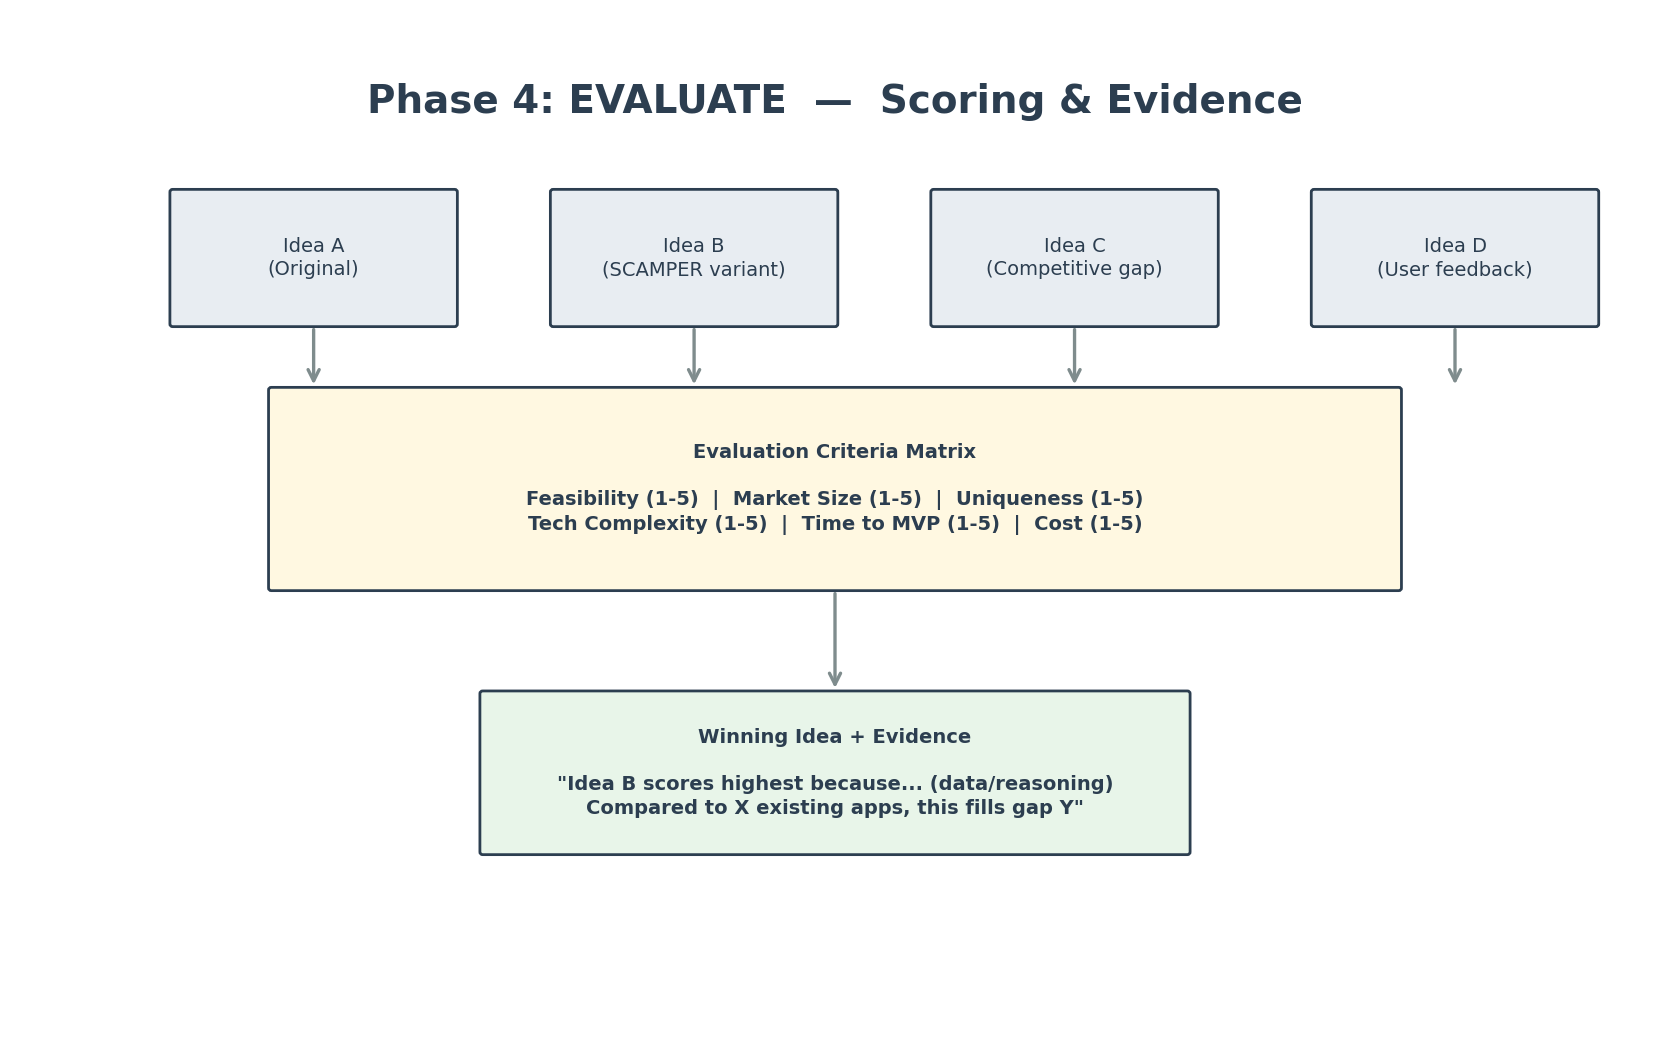 Phase 4: EVALUATE — Scoring & Evidence
Idea A
(Original)
Idea B
(SCAMPER variant)
Idea C
(Competitive gap)
Idea D
(User feedback)
Evaluation Criteria Matrix
Feasibility (1-5) | Market Size (1-5) | Uniqueness (1-5)
Tech Complexity (1-5) | Time to MVP (1-5) | Cost (1-5)
Winning Idea + Evidence
"Idea B scores highest because... (data/reasoning)
Compared to X existing apps, this fills gap Y"